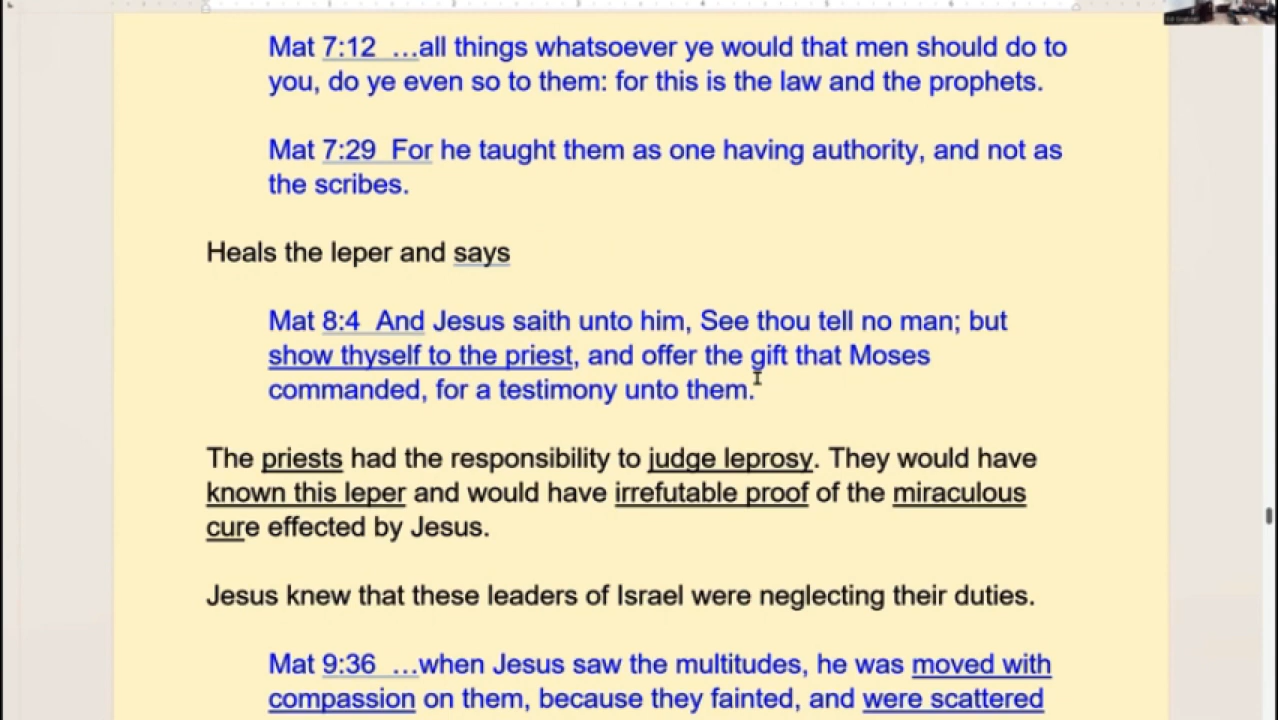 Mat 7:12  …all things whatsoever ye would that men should do to
you, do ye even so to them: for this is the law and the prophets.
Mat 7:29  For he taught them as one having authority, and not as
the scribes.
Heals the leper and says
Mat 8:4  And Jesus saith unto him, See thou tell no man; but
show thyself to the priest, and offer the gift that Moses
commanded, for a testimony unto them.
The priests had the responsibility to judge leprosy. They would have
known this leper and would have irrefutable proof of the miraculous
cure effected by Jesus.
Jesus knew that these leaders of Israel were neglecting their duties.
Mat 9:36  …when Jesus saw the multitudes, he was moved with
compassion on them, because they fainted, and were scattered